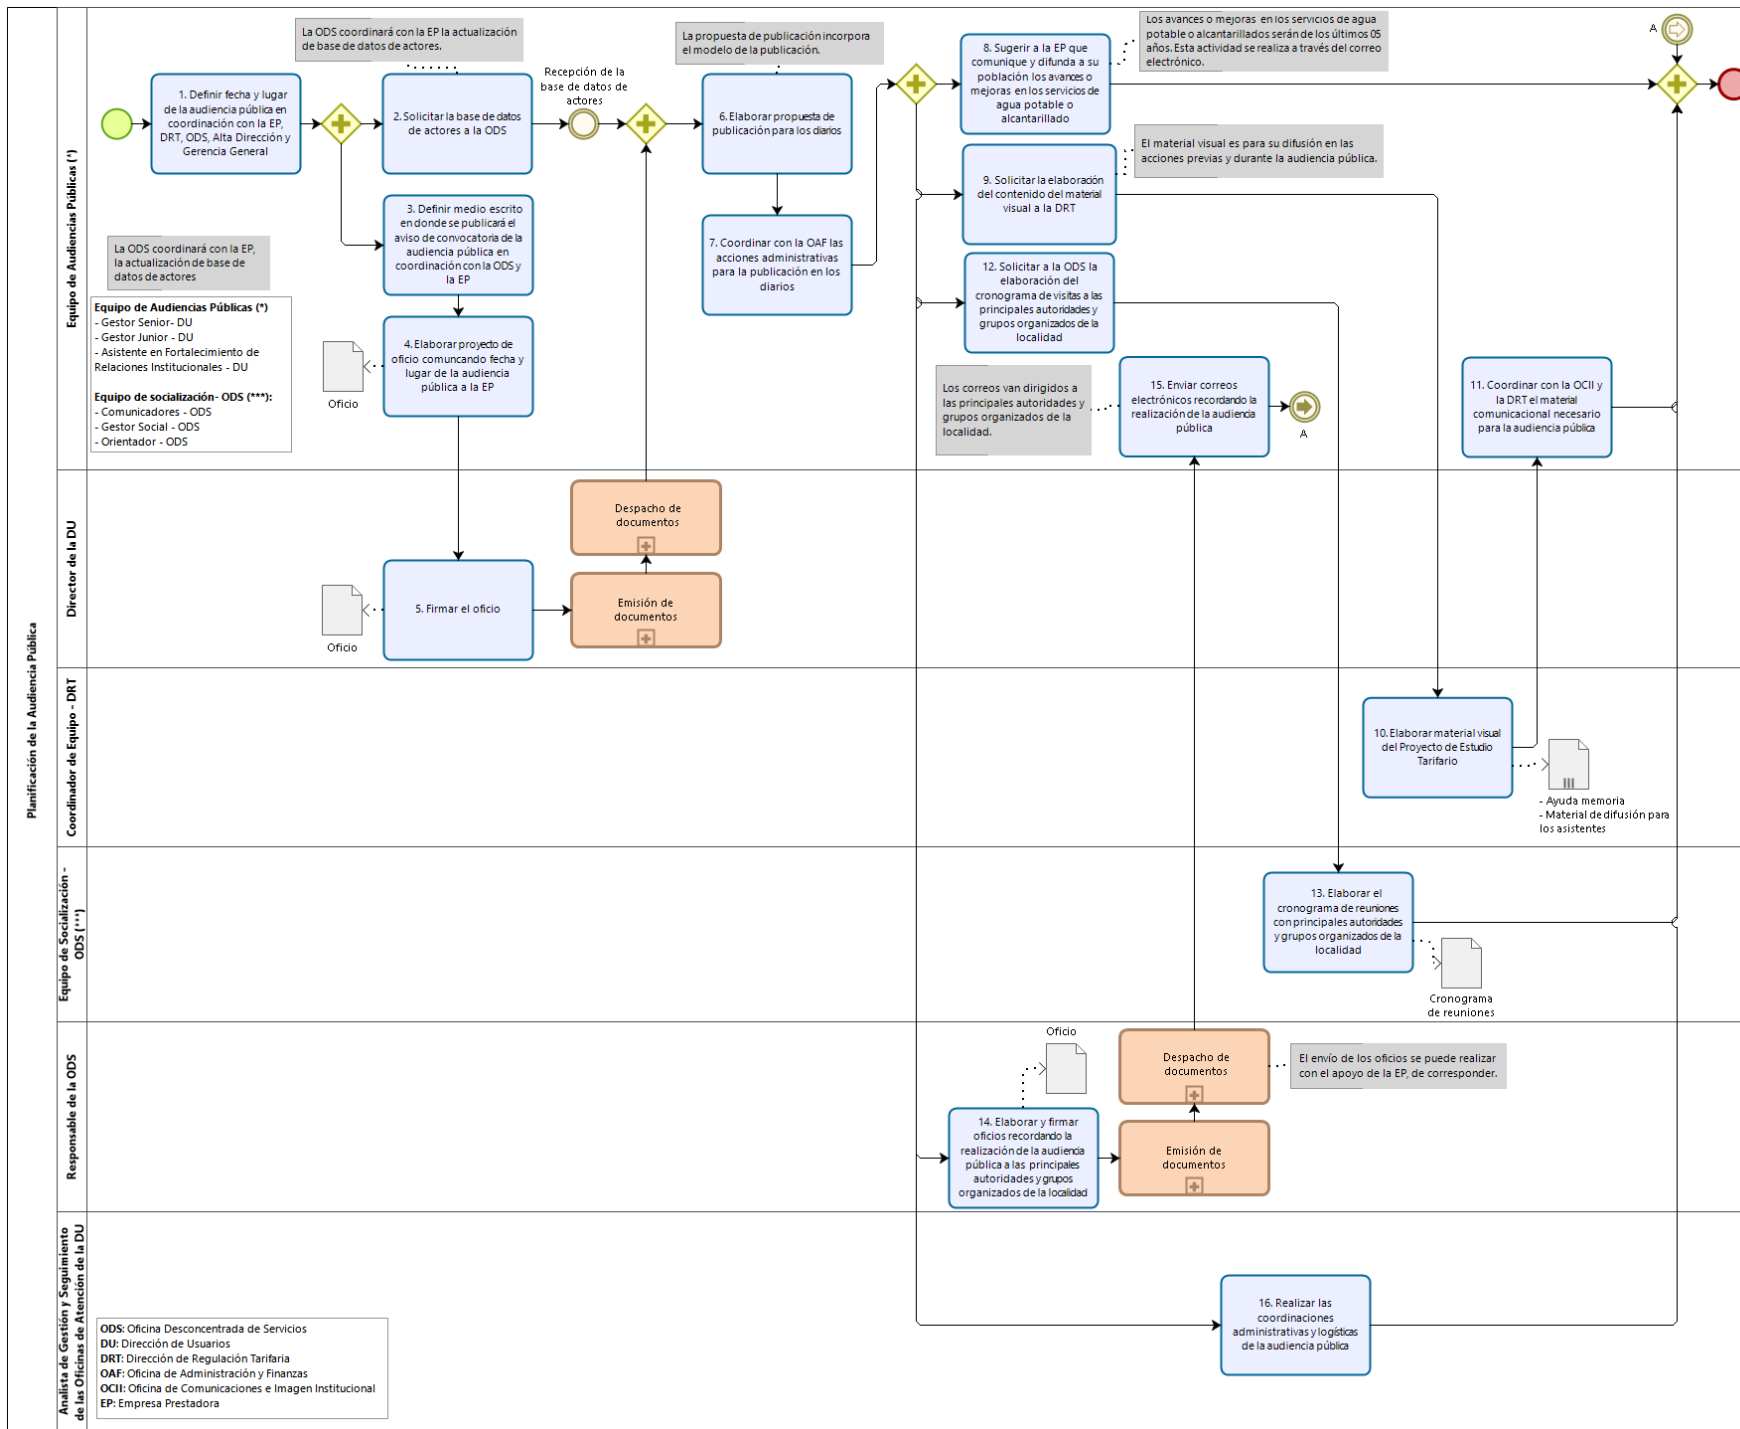 Planificación de la Audiencia Pública
Equipo de Audiencias Públicas (*)
La ODS coordinará con la EP la actualización
de base de datos de actores.
1. Definir fecha y lugar
de la audiencia pública en
coordinación con la EP,
DRT, ODS, Alta Dirección y
Gerencia General
2. Solicitar la base de datos
de actores a la ODS
Recepción de la
base de datos de
actores
3. Definir medio escrito
en donde se publicará el
aviso de convocatoria de la
audiencia pública en
coordinación con la ODS y
la EP
4. Elaborar proyecto de
oficio comuncando fecha y
lugar de la audiencia
pública a la EP
Oficio
La ODS coordinará con la EP,
la actualización de base de
datos de actores
Equipo de Audiencias Públicas (*)
- Gestor Senior- DU
- Gestor Junior - DU
- Asistente en Fortalecimiento de
Relaciones Institucionales - DU
Equipo de socialización- ODS (***):
- Comunicadores - ODS
- Gestor Social - ODS
- Orientador - ODS
La propuesta de publicación incorpora
el modelo de la publicación.
6. Elaborar propuesta de
publicación para los diarios
7. Coordinar con la OAF las
acciones administrativas
para la publicación en los
diarios
8. Sugerir a la EP que
comunique y difunda a su
población los avances o
mejoras en los servicios de
agua potable o
alcantarillado
Los avances o mejoras en los servicios de agua
potable o alcantarillados serán de los últimos 05
años. Esta actividad se realiza a través del correo
electrónico.
9. Solicitar la elaboración
del contenido del material
visual a la DRT
El material visual es para su difusión en las
acciones previas y durante la audiencia pública.
12. Solicitar a la ODS la
elaboración del
cronograma de visitas a las
principales autoridades y
grupos organizados de la
localidad
Los correos van dirigidos a
las principales autoridades y
grupos organizados de la
localidad.
15. Enviar correos
electrónicos recordando la
realización de la audiencia
pública
A
11. Coordinar con la OCII y
la DRT el material
comunicacional necesario
para la audiencia pública
A
Director de la DU
5. Firmar el oficio
Oficio
Despacho de
documentos
Emisión de
documentos
Coordinador de Equipo - DRT
10. Elaborar material visual
del Proyecto de Estudio
Tarifario
- Ayuda memoria
- Material de difusión para
los asistentes
Equipo de Socialización -
ODS (***)
13. Elaborar el
cronograma de reuniones
con principales autoridades
y grupos organizados de la
localidad
Cronograma
de reuniones
Responsable de la ODS
Oficio
14. Elaborar y firmar
oficios recordando la
realización de la audiencia
pública a las principales
autoridades y grupos
organizados de la localidad
Despacho de
documentos
Emisión de
documentos
El envío de los oficios se puede realizar
con el apoyo de la EP, de corresponder.
Analista de Gestión y Seguimiento
de las Oficinas de Atención de la DU
16. Realizar las
coordinaciones
administrativas y logísticas
de la audiencia pública
ODS: Oficina Desconcentrada de Servicios
DU: Dirección de Usuarios
DRT: Dirección de Regulación Tarifaria
OAF: Oficina de Administración y Finanzas
OCII: Oficina de Comunicaciones e Imagen Institucional
EP: Empresa Prestadora